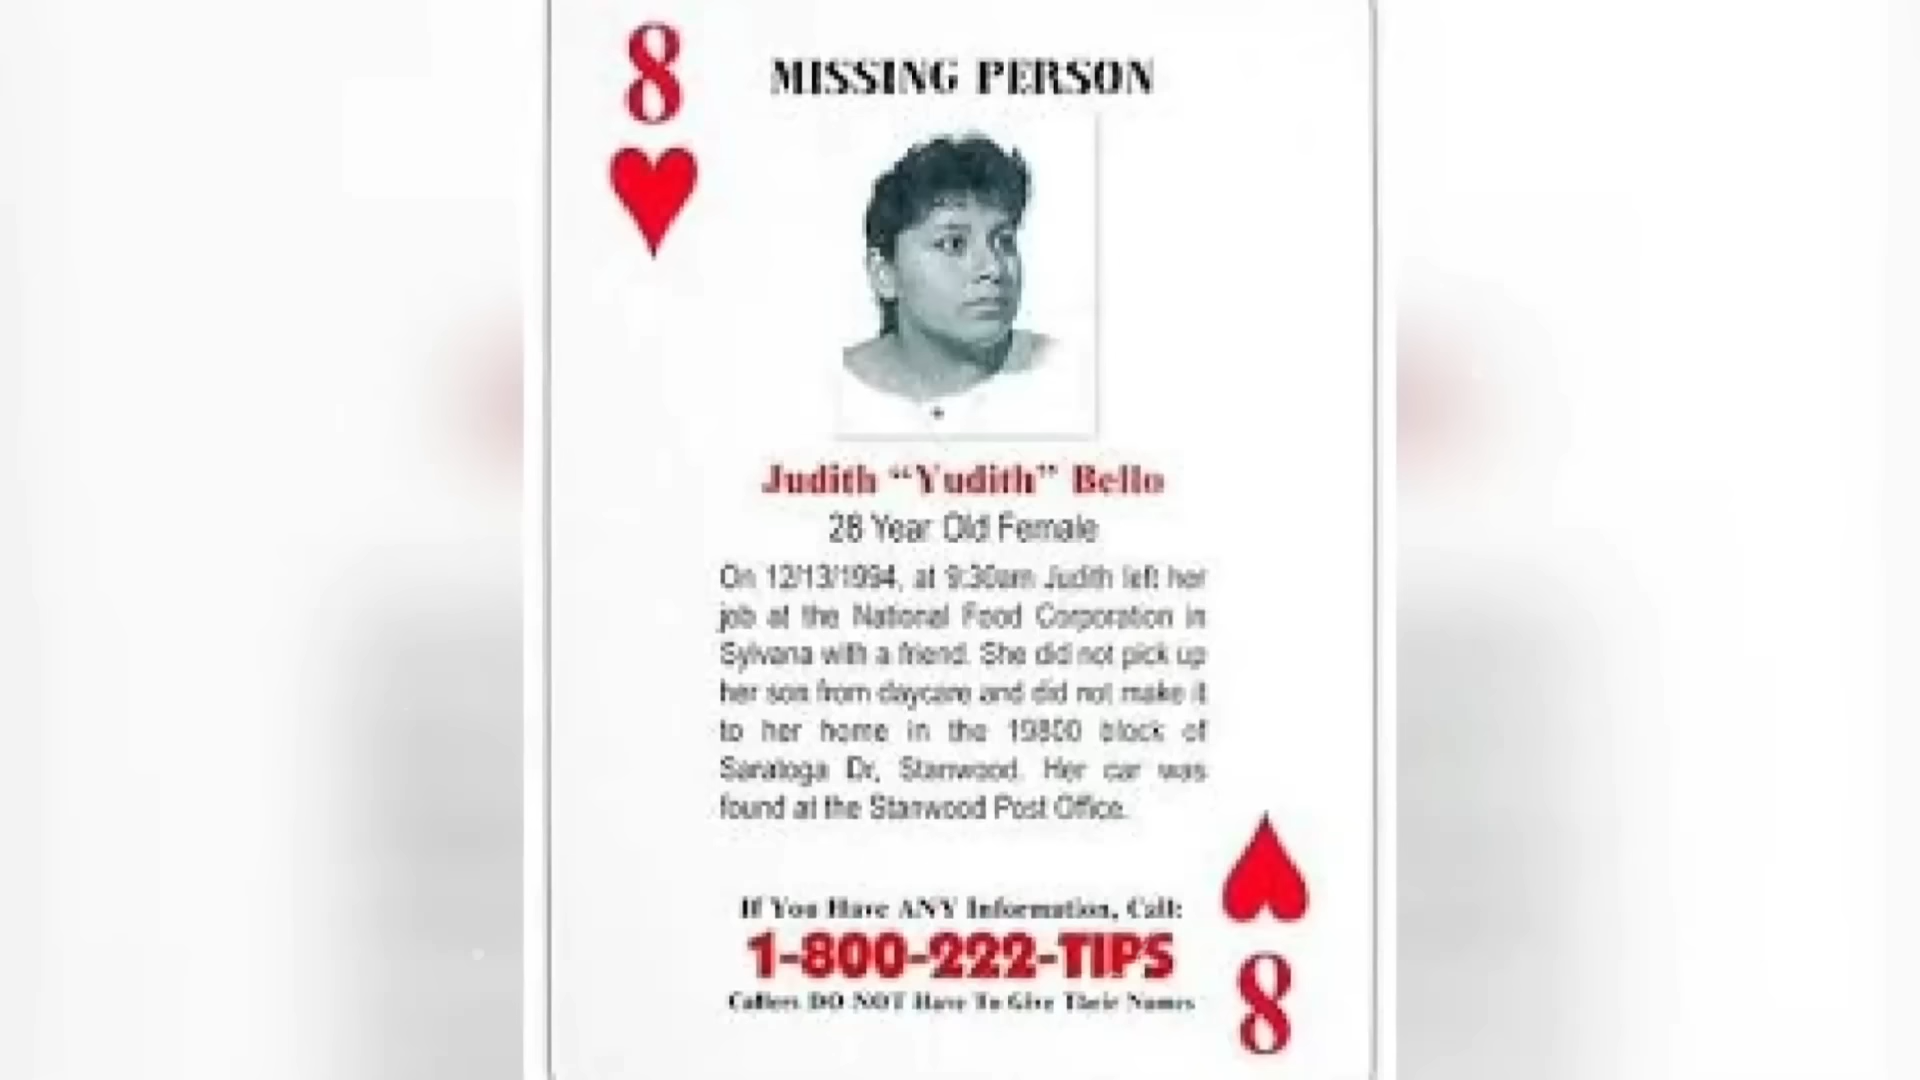 8
MISSING PERSON
Judith “Yudith” Bello
28 Year Old Female
On 12/13/1994, at 9:30am Judith left her
job at the National Food Corporation in
Sylvana with a friend. She did not pick up
her son from daycare and did not make it
to her home in the 19800 block of
Saratoga Dr, Stanwood. Her car was
found at the Stanwood Post Office.
If You Have ANY Information, Call:
1-800-222-TIPS
Callers DO NOT Have To Give Their Names
8